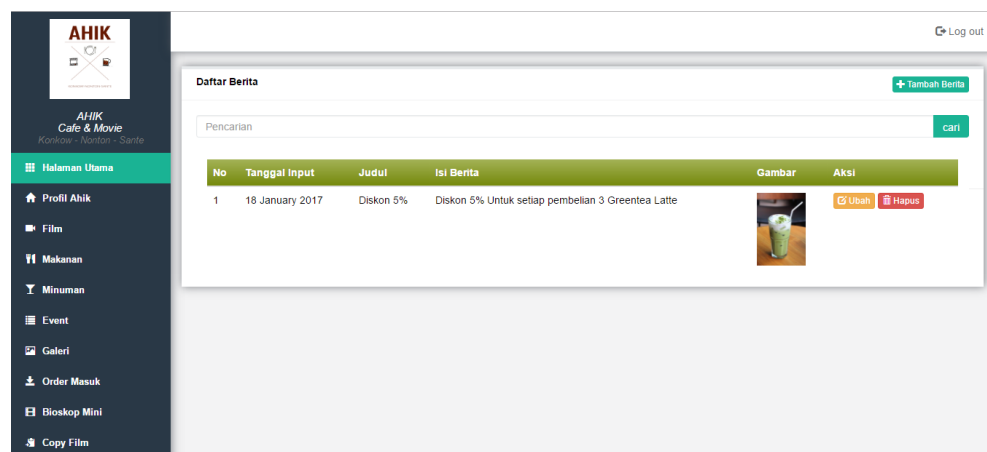 AHIK
Log out
AHIK
Cafe & Movie
Konkow - Nonton - Sante
Daftar Berita
Tambah Berita
Pencarian
cari
Halaman Utama
Profil Ahik
Film
Makanan
Minuman
Event
Galeri
Order Masuk
Bioskop Mini
Copy Film
No Tanggal Input Judul Isi Berita Gambar Aksi
1 18 January 2017 Diskon 5% Diskon 5% Untuk setiap pembelian 3 Greentea Latte Ubah Hapus